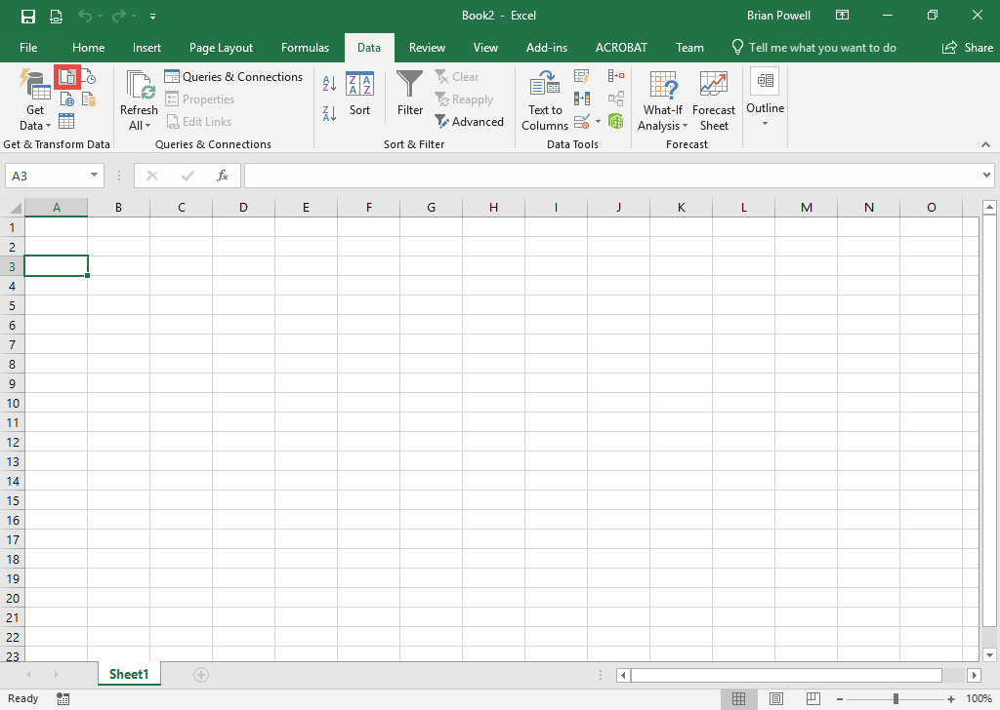 Book2 - Excel
Brian Powell
File Home Insert Page Layout Formulas Data Review View Add-ins ACROBAT Team Tell me what you want to do Share
Get Data
Refresh All
Queries & Connections
Properties
Edit Links
Sort
Filter
Clear
Reapply
Advanced
Text to Columns
What-If Analysis
Forecast Sheet
Outline
Get & Transform Data Queries & Connections Sort & Filter Data Tools Forecast
A3 fx
A B C D E F G H I J K L M N O
1
2
3
4
5
6
7
8
9
10
11
12
13
14
15
16
17
18
19
20
21
22
23
Sheet1
Ready 100%